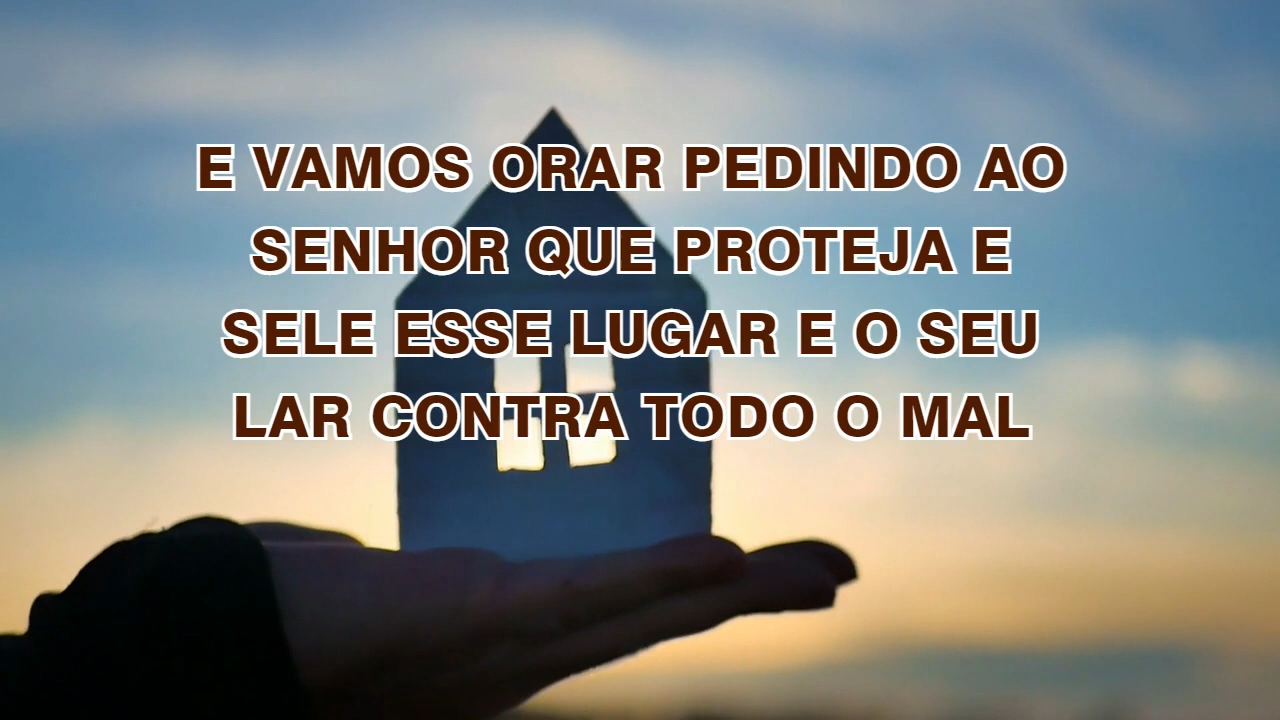 E VAMOS ORAR PEDINDO AO
SENHOR QUE PROTEJA E
SELE ESSE LUGAR E O SEU
LAR CONTRA TODO O MAL